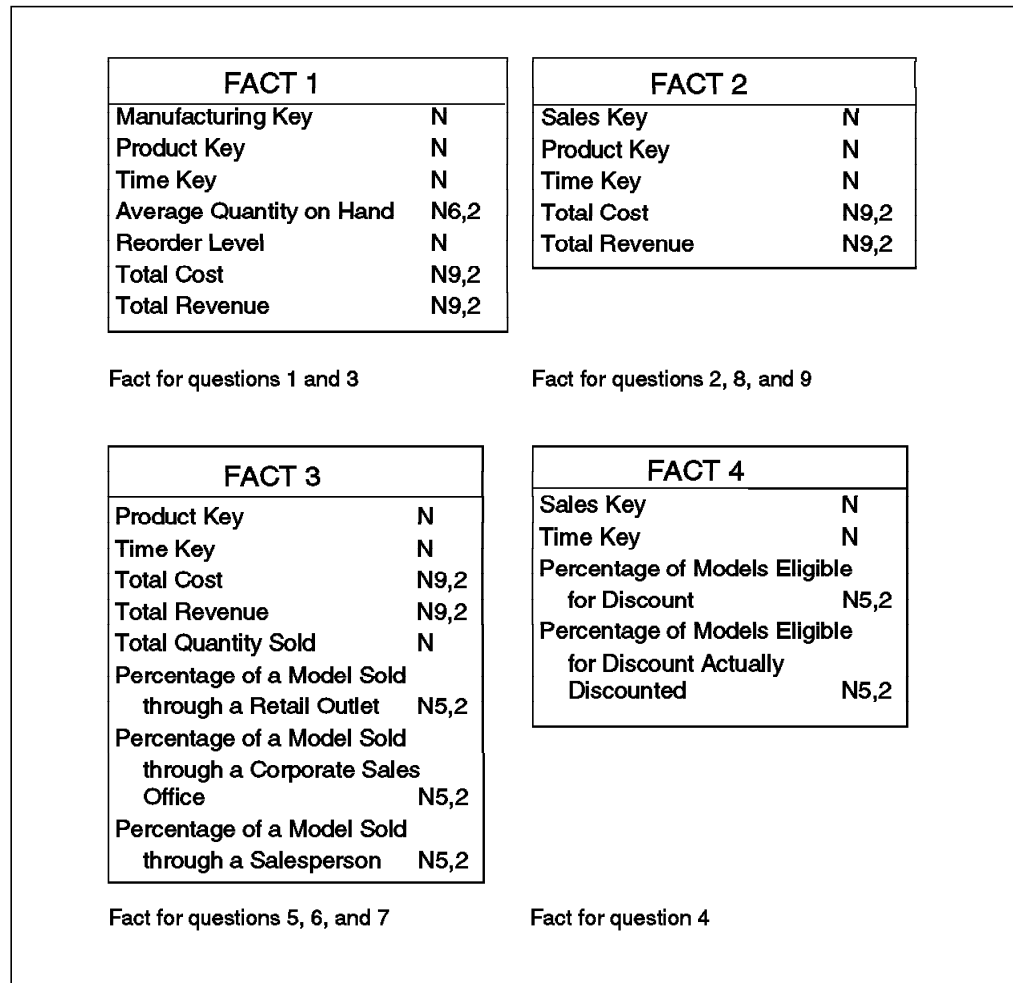 FACT 1
Manufacturing Key N
Product Key N
Time Key N
Average Quantity on Hand N6,2
Reorder Level N
Total Cost N9,2
Total Revenue N9,2
Fact for questions 1 and 3
FACT 2
Sales Key N
Product Key N
Time Key N
Total Cost N9,2
Total Revenue N9,2
Fact for questions 2, 8, and 9
FACT 3
Product Key N
Time Key N
Total Cost N9,2
Total Revenue N9,2
Total Quantity Sold N
Percentage of a Model Sold
through a Retail Outlet N5,2
Percentage of a Model Sold
through a Corporate Sales
Office N5,2
Percentage of a Model Sold
through a Salesperson N5,2
Fact for questions 5, 6, and 7
FACT 4
Sales Key N
Time Key N
Percentage of Models Eligible
for Discount N5,2
Percentage of Models Eligible
for Discount Actually
Discounted N5,2
Fact for question 4